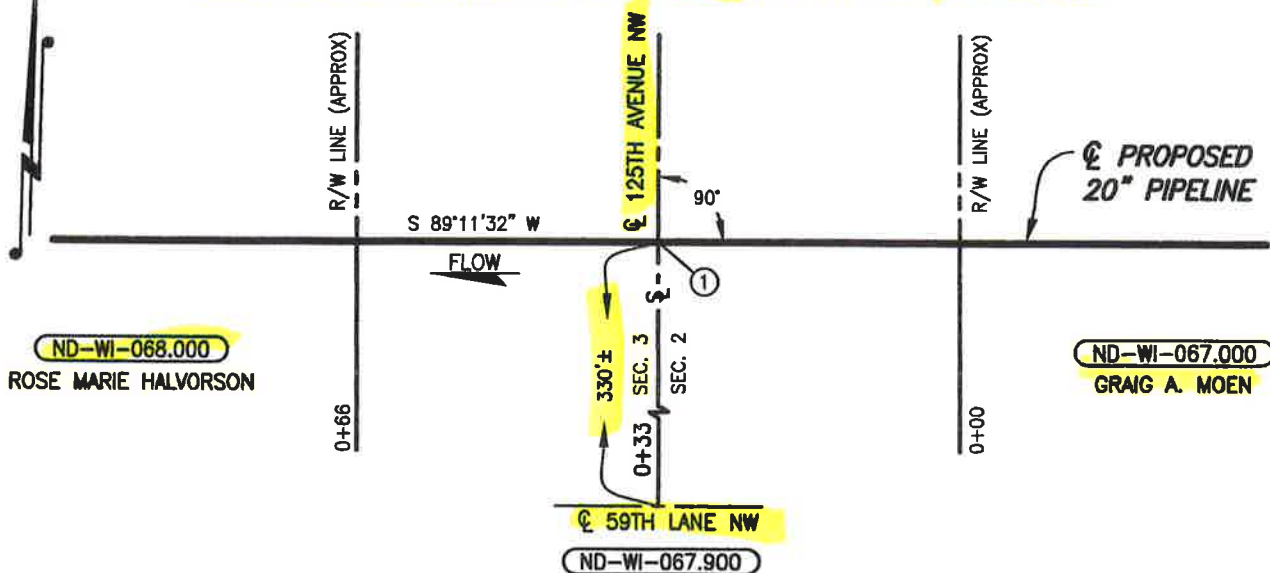 R/W LINE (APPROX)
℄ 125TH AVENUE NW
R/W LINE (APPROX)
℄ PROPOSED
20" PIPELINE
90°
S 89°11'32" W
FLOW
1
ND-WI-068.000
ROSE MARIE HALVORSON
330'±
SEC. 3
SEC. 2
ND-WI-067.000
GRAIG A. MOEN
0+66
0+33
0+00
℄ 59TH LANE NW
ND-WI-067.900